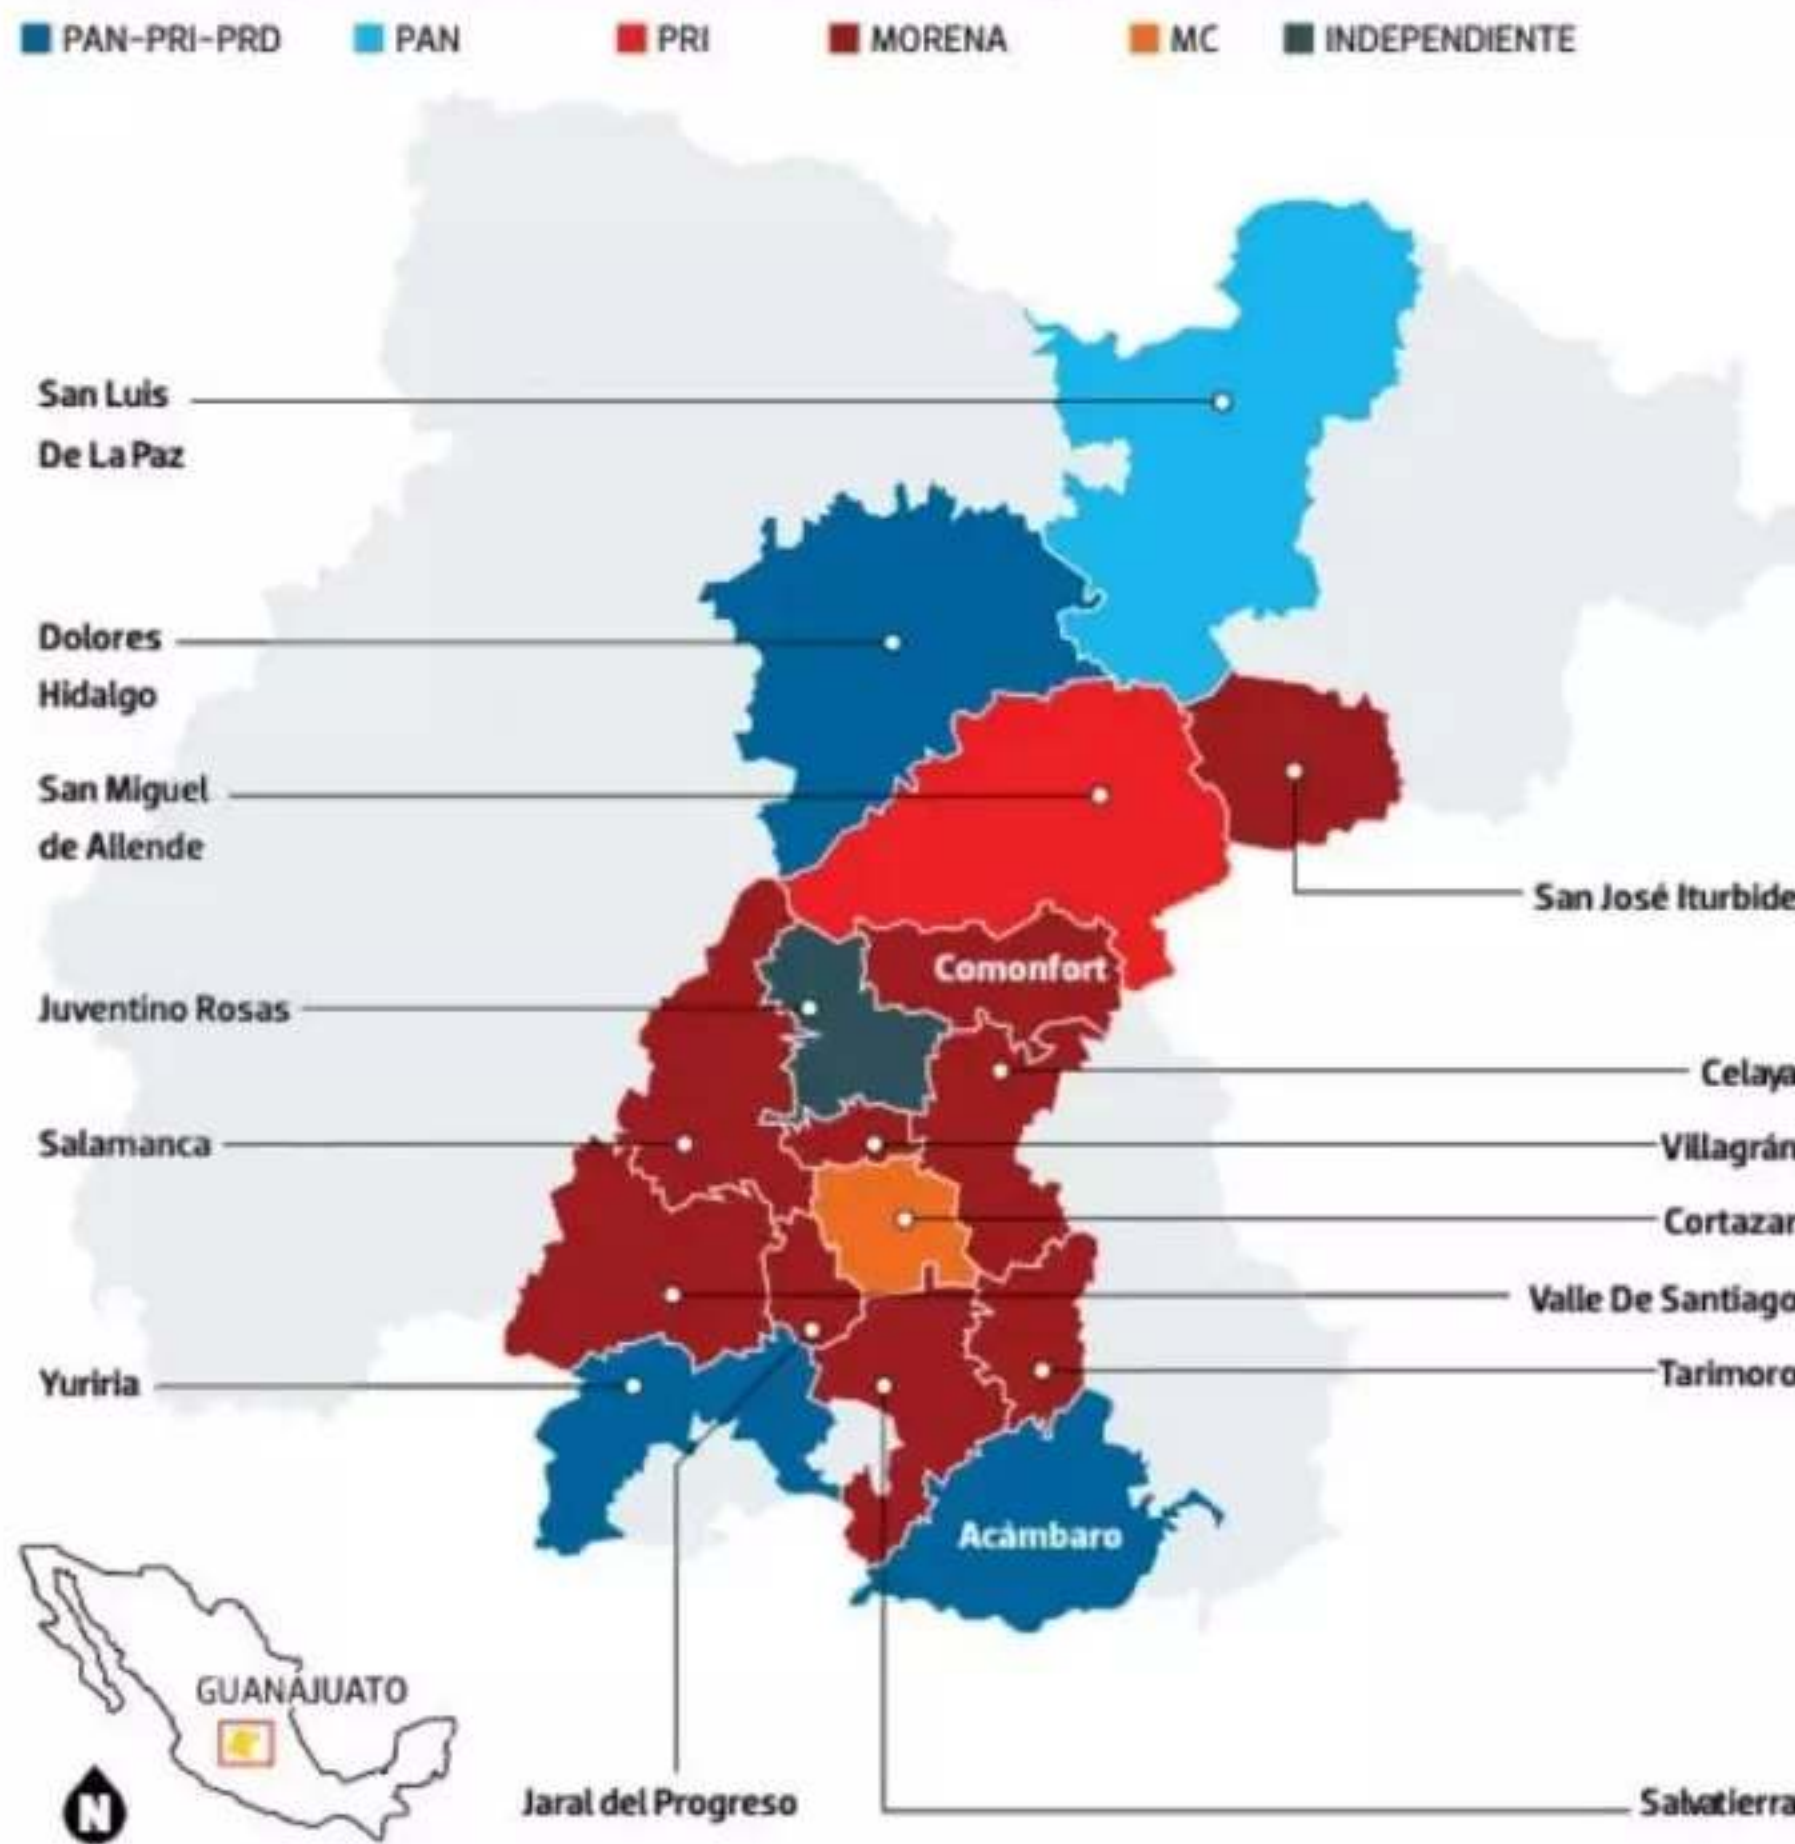 PAN-PRI-PRD PAN PRI MORENA MC INDEPENDIENTE
San Luis
De La Paz
Dolores
Hidalgo
San Miguel
de Allende
San José Iturbide
Comonfort
Juventino Rosas
Celaya
Salamanca
Villagrán
Cortazar
Valle De Santiago
Tarimoro
Yuriria
Acámbaro
GUANAJUATO
N
Jaral del Progreso
Salvatierra